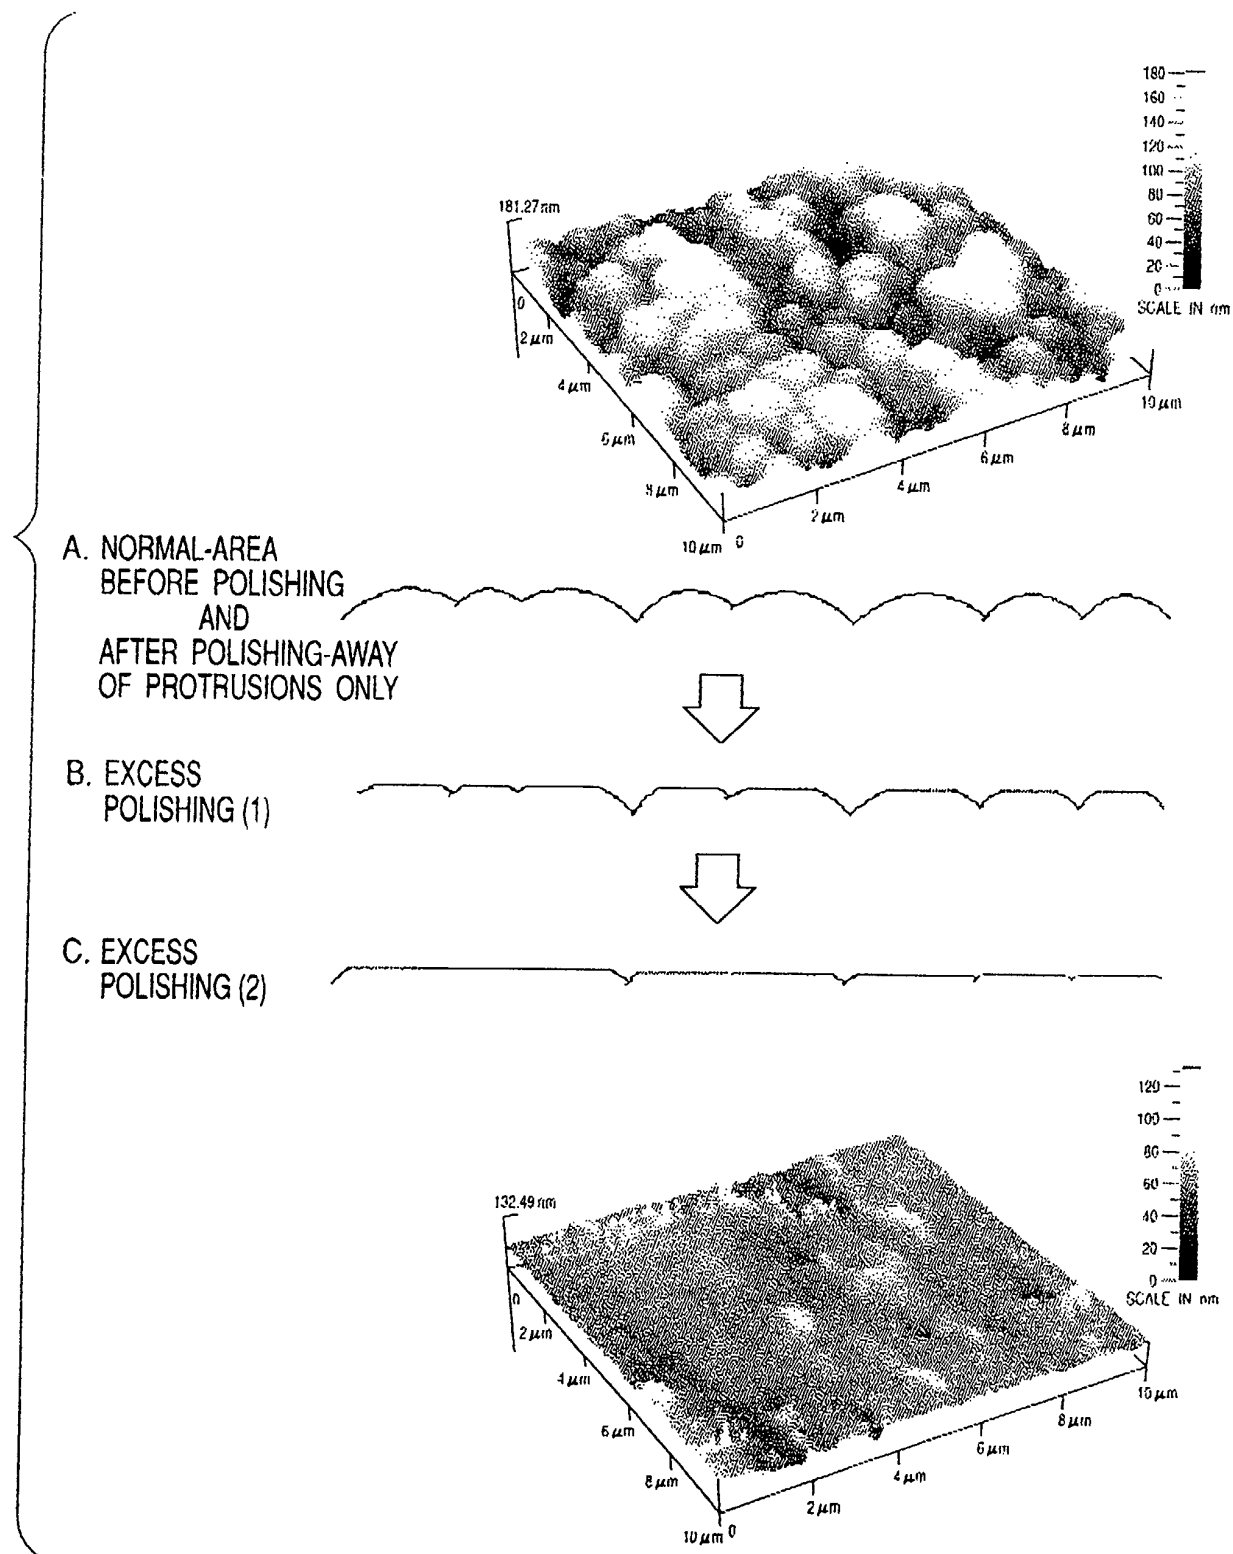 180
160
140
120
100
80
60
40
20
0
SCALE IN nm
181.27 nm
0
2 μm
4 μm
6 μm
8 μm
10 μm
0
2 μm
4 μm
6 μm
8 μm
10 μm
A. NORMAL-AREA
BEFORE POLISHING
AND
AFTER POLISHING-AWAY
OF PROTRUSIONS ONLY
B. EXCESS
POLISHING (1)
C. EXCESS
POLISHING (2)
120
100
80
60
40
20
0
SCALE IN nm
132.49 nm
0
2 μm
4 μm
6 μm
8 μm
10 μm
0
2 μm
4 μm
6 μm
8 μm
10 μm